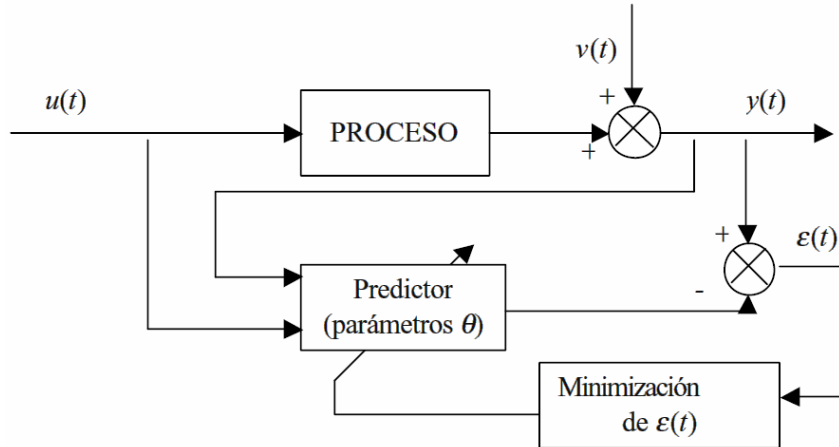 v(t)
u(t)
+
y(t)
PROCESO
+
+
ε(t)
Predictor
(parámetros θ)
-
Minimización
de ε(t)